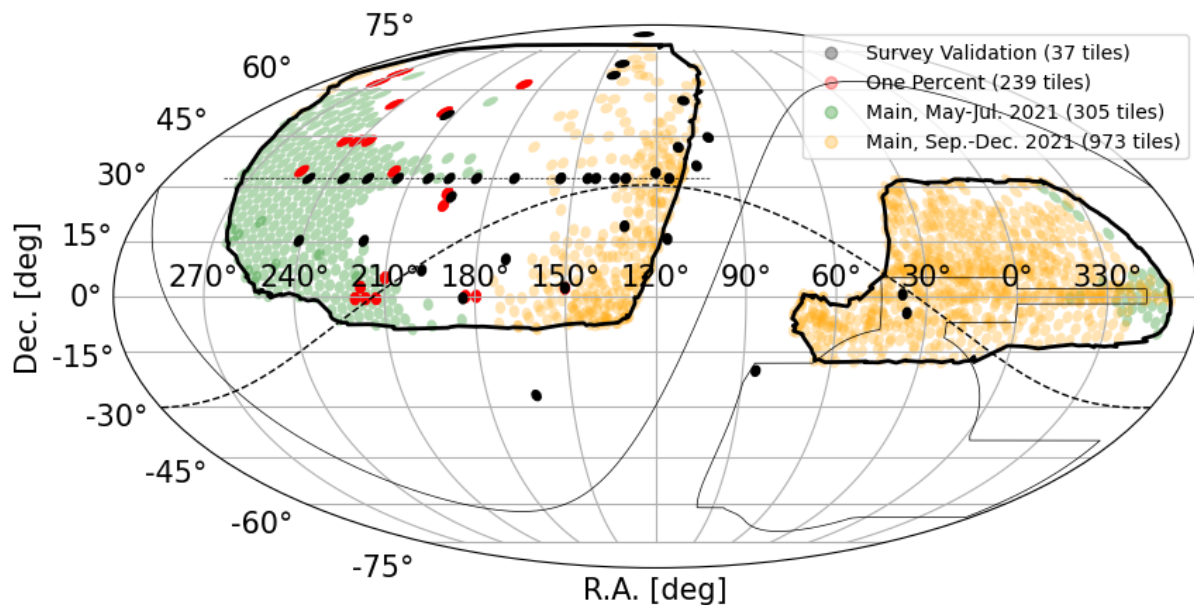 75°
60°
45°
30°
15°
0°
-15°
-30°
-45°
-60°
-75°
Dec. [deg]
270° 240° 210° 180° 150° 120° 90° 60° 30° 0° 330°
R.A. [deg]
Survey Validation (37 tiles)
One Percent (239 tiles)
Main, May-Jul. 2021 (305 tiles)
Main, Sep.-Dec. 2021 (973 tiles)